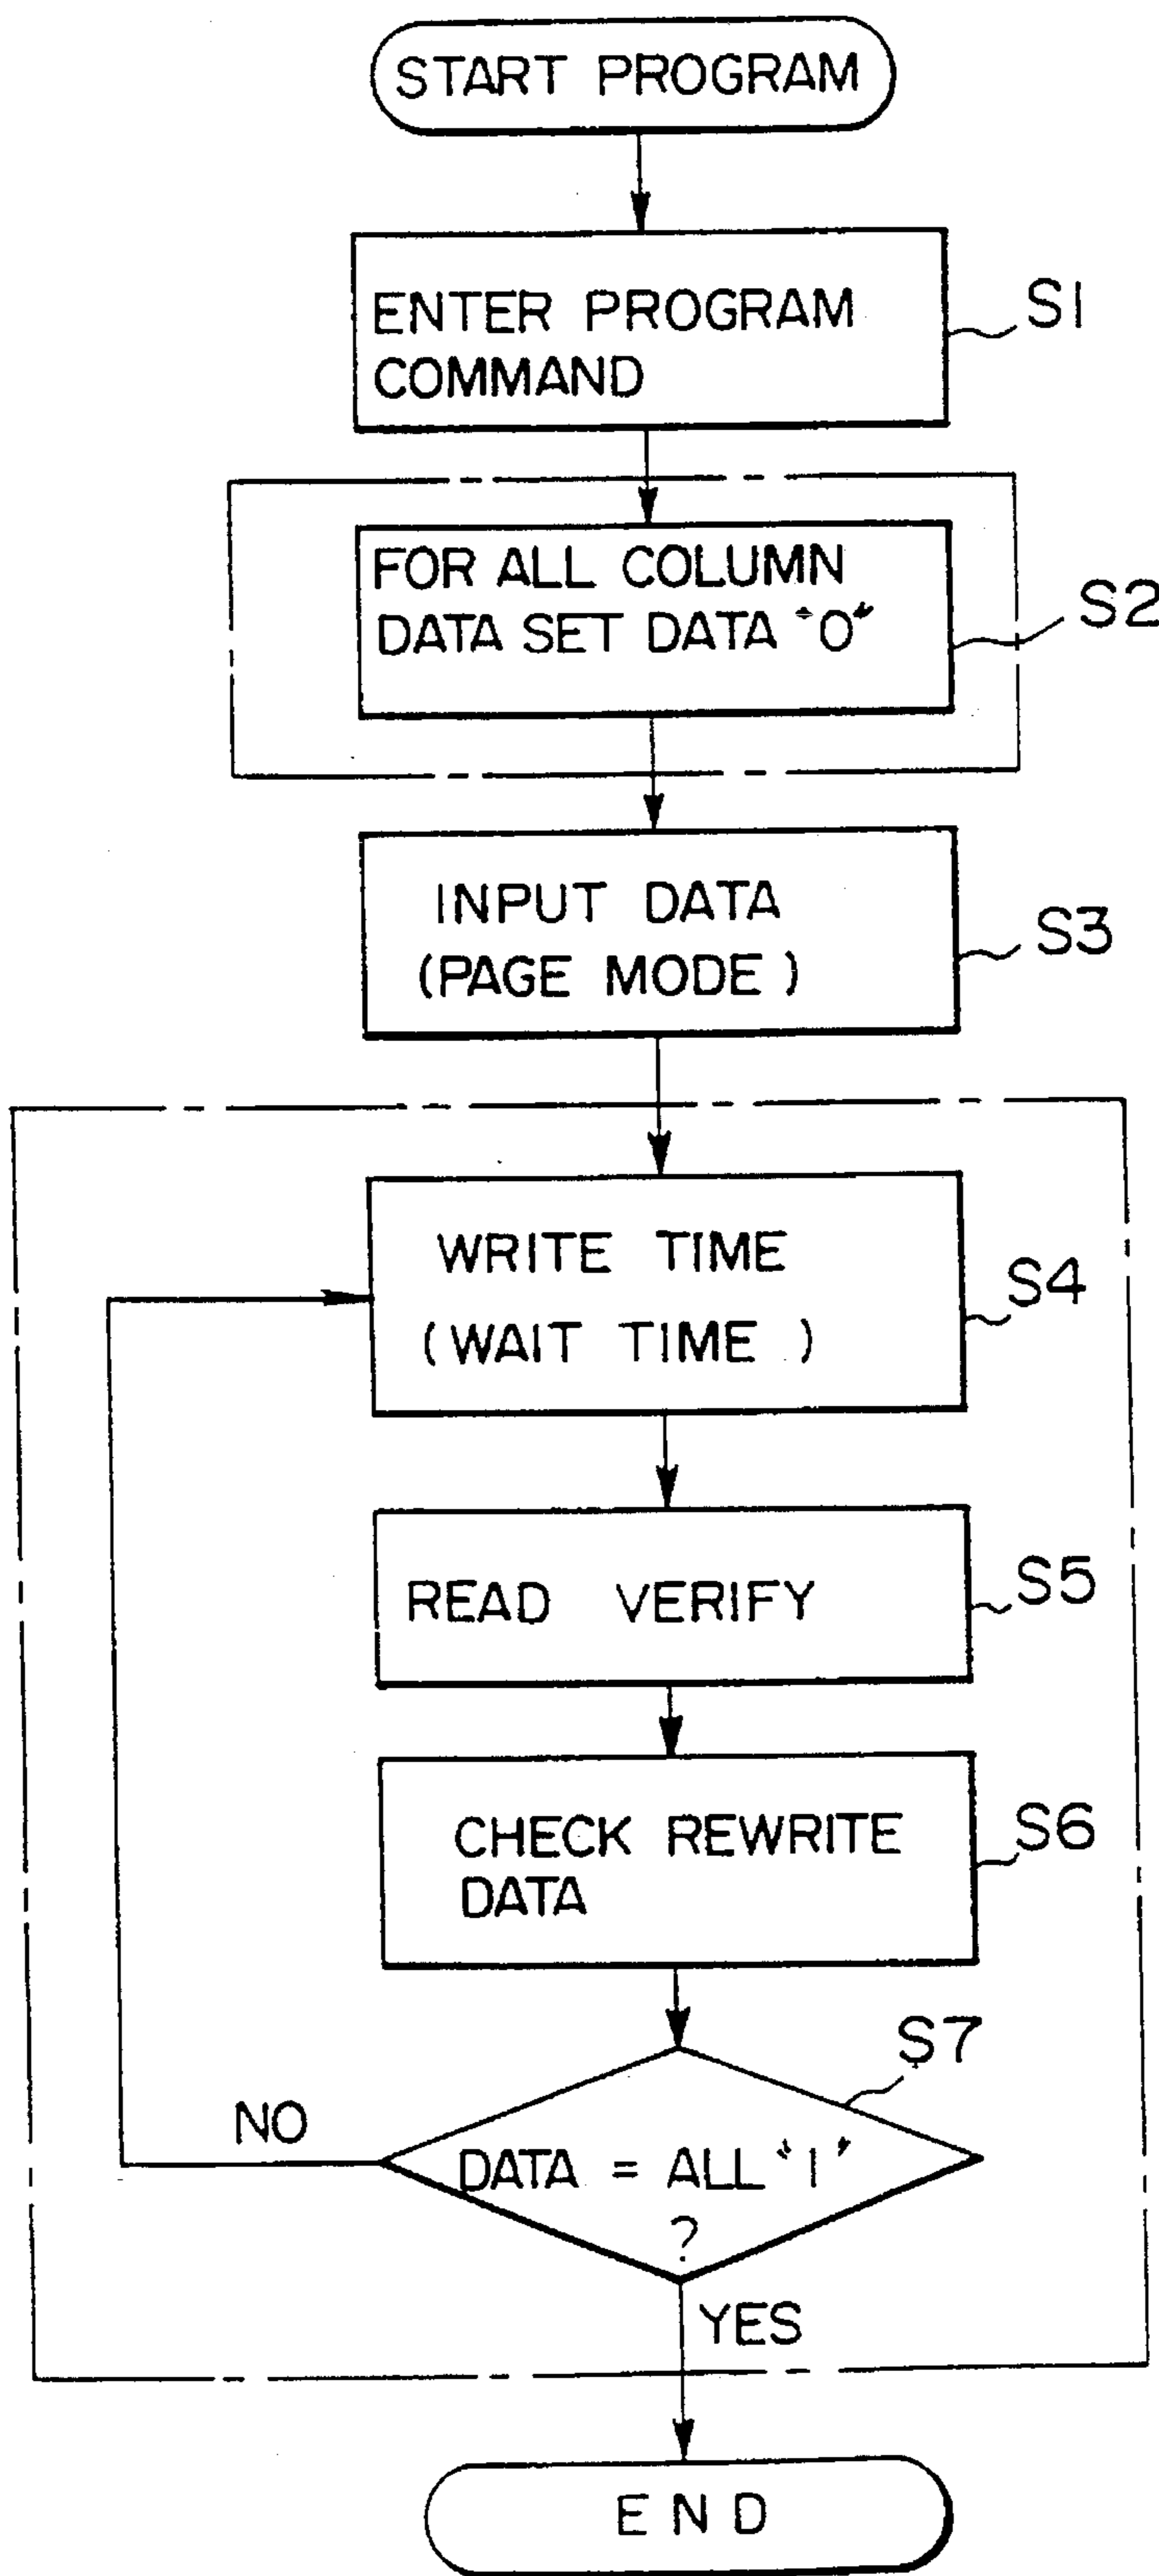 START PROGRAM
ENTER PROGRAM
COMMAND
S1
FOR ALL COLUMN
DATA SET DATA "0"
S2
INPUT DATA
(PAGE MODE)
S3
WRITE TIME
(WAIT TIME)
S4
READ VERIFY
S5
CHECK REWRITE
DATA
S6
S7
NO
DATA = ALL "1"
?
YES
END